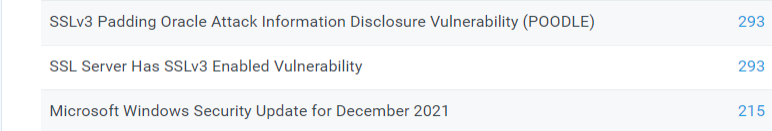 SSLv3 Padding Oracle Attack Information Disclosure Vulnerability (POODLE) 293
SSL Server Has SSLv3 Enabled Vulnerability 293
Microsoft Windows Security Update for December 2021 215